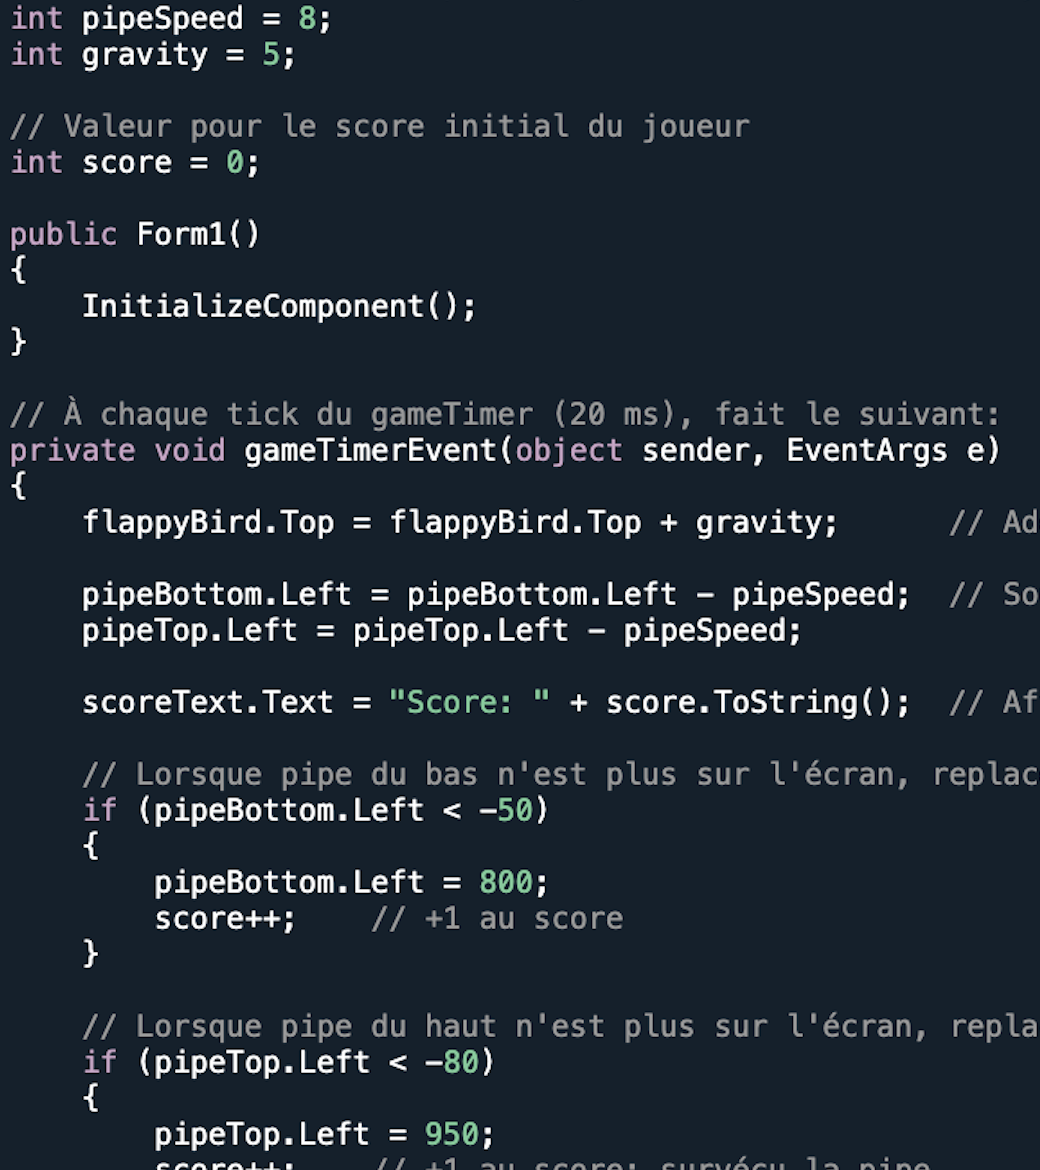 int pipeSpeed = 8;
int gravity = 5;
// Valeur pour le score initial du joueur
int score = 0;
public Form1()
{
InitializeComponent();
}
// À chaque tick du gameTimer (20 ms), fait le suivant:
private void gameTimerEvent(object sender, EventArgs e)
{
flappyBird.Top = flappyBird.Top + gravity; // Ad
pipeBottom.Left = pipeBottom.Left - pipeSpeed; // So
pipeTop.Left = pipeTop.Left - pipeSpeed;
scoreText.Text = "Score: " + score.ToString(); // Af
// Lorsque pipe du bas n'est plus sur l'écran, replac
if (pipeBottom.Left < -50)
{
pipeBottom.Left = 800;
score++; // +1 au score
}
// Lorsque pipe du haut n'est plus sur l'écran, repla
if (pipeTop.Left < -80)
{
pipeTop.Left = 950;
score++; // +1 au score; survécu la pipe